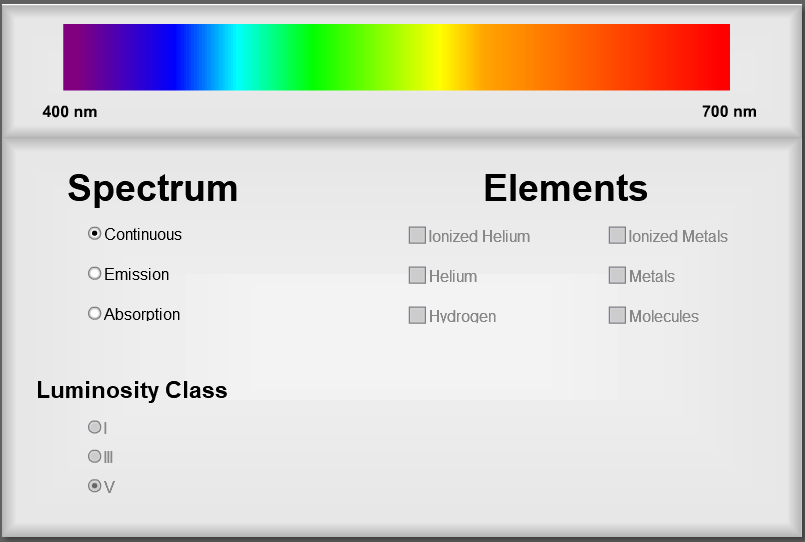 400 nm 700 nm
Spectrum Elements
Continuous Ionized Helium Ionized Metals
Emission Helium Metals
Absorption Hydrogen Molecules
Luminosity Class
I
III
V